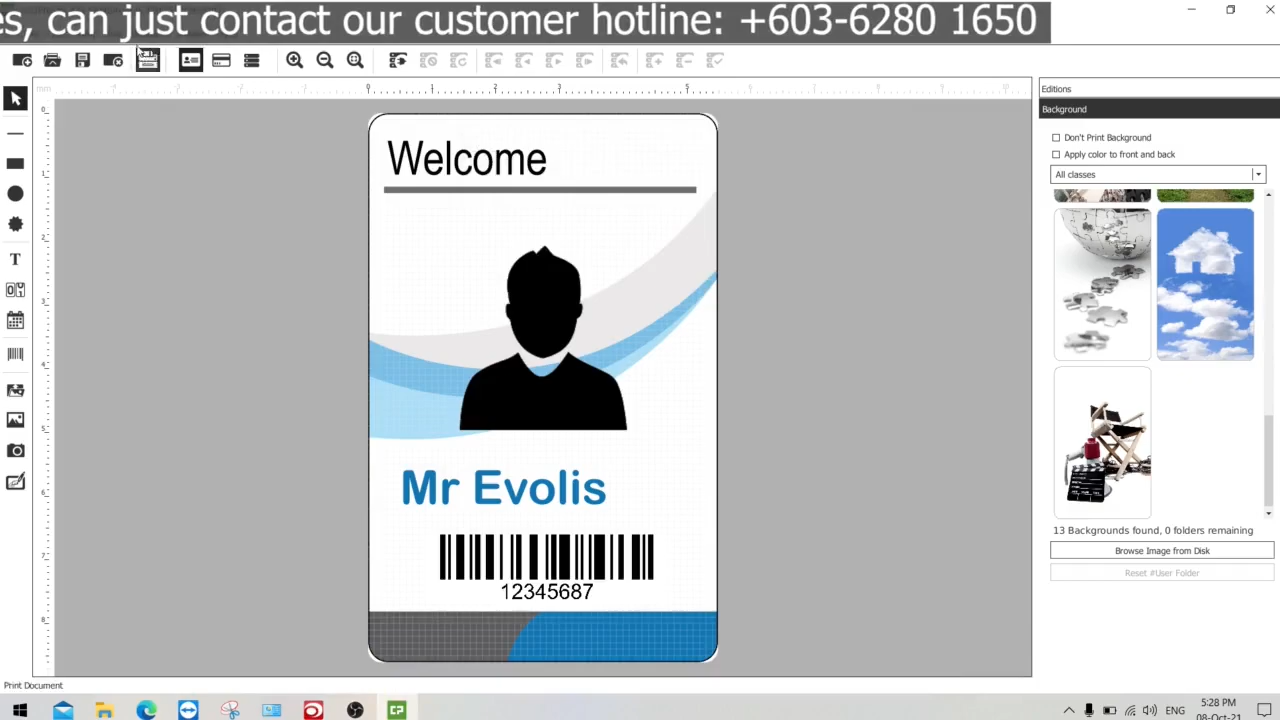 es, can just contact our customer hotline: +603-6280 1650
mm
Editions
Background
Don't Print Background
Apply color to front and back
All classes
Welcome
Mr Evolis
12345687
13 Backgrounds found, 0 folders remaining
Browse Image from Disk
Reset #User Folder
Print Document
ENG
5:28 PM
08-Oct-21